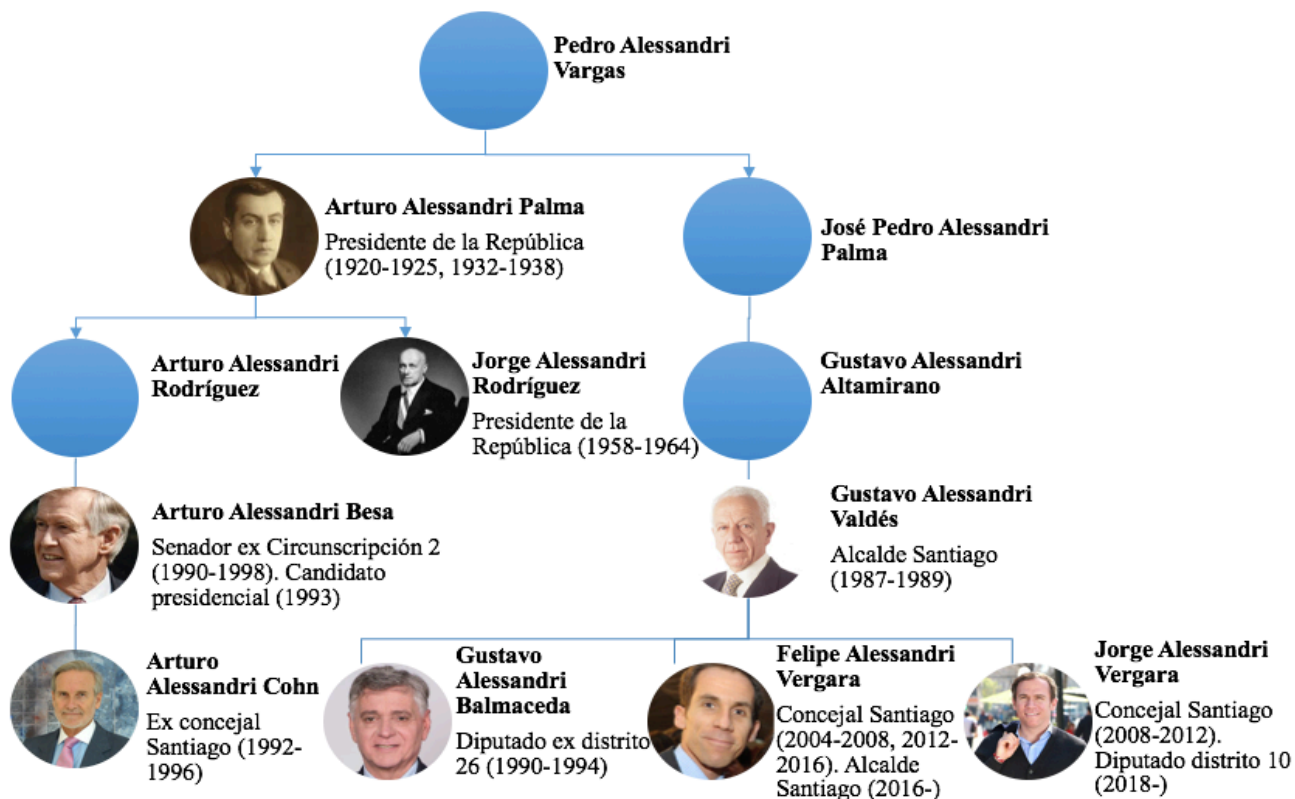 Pedro Alessandri
Vargas
Arturo Alessandri Palma
Presidente de la República
(1920-1925, 1932-1938)
José Pedro Alessandri
Palma
Arturo Alessandri
Rodríguez
Jorge Alessandri
Rodríguez
Presidente de la
República (1958-1964)
Gustavo Alessandri
Altamirano
Arturo Alessandri Besa
Senador ex Circunscripción 2
(1990-1998). Candidato
presidencial (1993)
Gustavo Alessandri
Valdés
Alcalde Santiago
(1987-1989)
Arturo
Alessandri Cohn
Ex concejal
Santiago (1992-
1996)
Gustavo
Alessandri
Balmaceda
Diputado ex distrito
26 (1990-1994)
Felipe Alessandri
Vergara
Concejal Santiago
(2004-2008, 2012-
2016). Alcalde
Santiago (2016-)
Jorge Alessandri
Vergara
Concejal Santiago
(2008-2012).
Diputado distrito 10
(2018-)